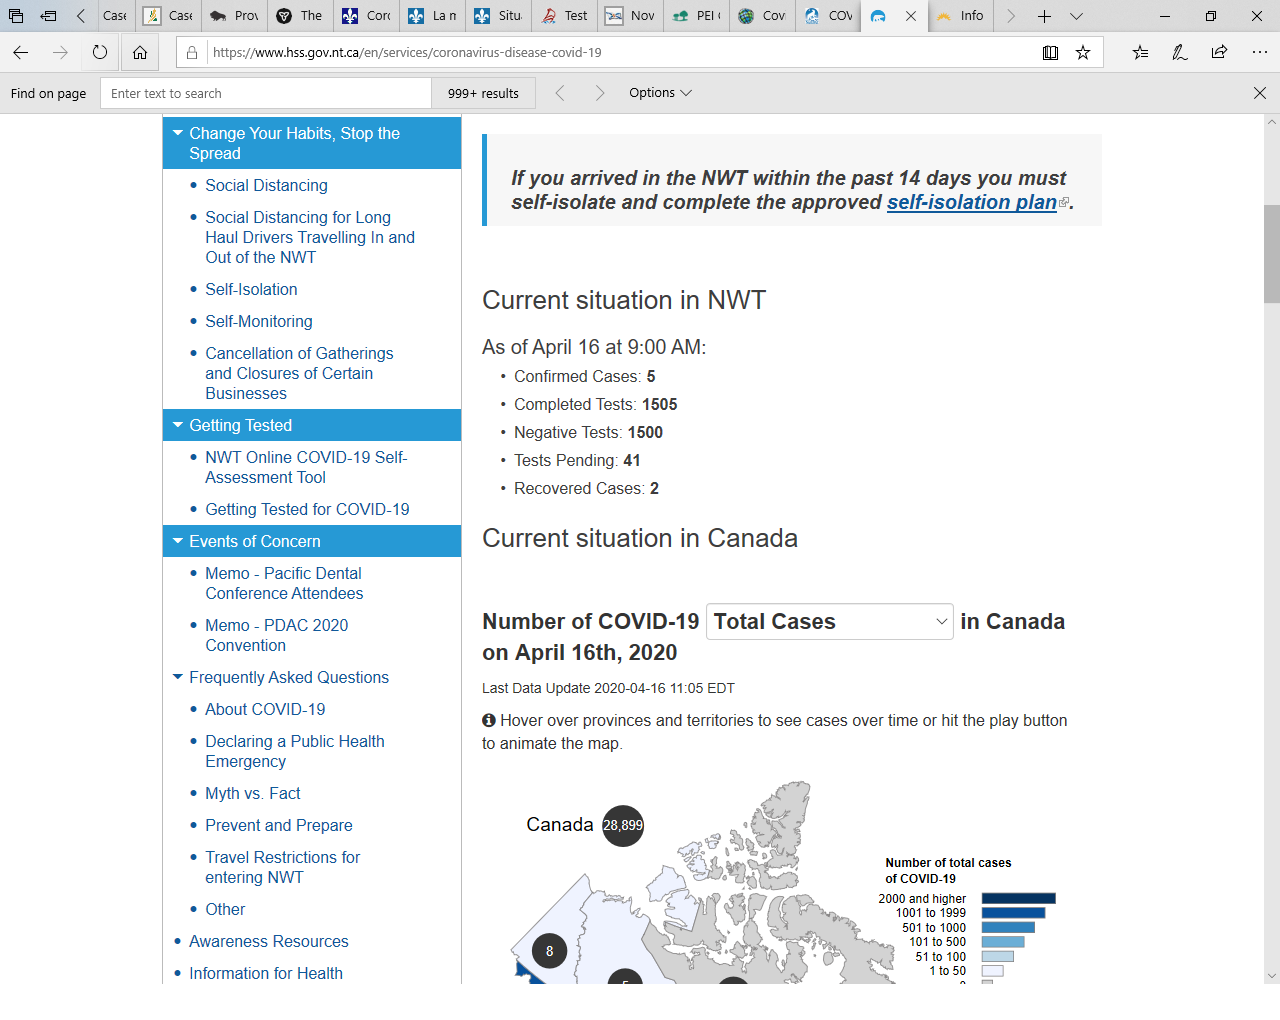 Case
Case
Prov
The
Coro
La m
Situ
Test
Nov
PEI
Cov
COV
Info
https://www.hss.gov.nt.ca/en/services/coronavirus-disease-covid-19
Find on page
Enter text to search
999+ results
Options
Change Your Habits, Stop the
Spread
Social Distancing
Social Distancing for Long
Haul Drivers Travelling In and
Out of the NWT
Self-Isolation
Self-Monitoring
Cancellation of Gatherings
and Closures of Certain
Businesses
Getting Tested
NWT Online COVID-19 Self-
Assessment Tool
Getting Tested for COVID-19
Events of Concern
Memo - Pacific Dental
Conference Attendees
Memo - PDAC 2020
Convention
Frequently Asked Questions
About COVID-19
Declaring a Public Health
Emergency
Myth vs. Fact
Prevent and Prepare
Travel Restrictions for
entering NWT
Other
Awareness Resources
Information for Health
If you arrived in the NWT within the past 14 days you must
self-isolate and complete the approved self-isolation plan.
Current situation in NWT
As of April 16 at 9:00 AM:
Confirmed Cases: 5
Completed Tests: 1505
Negative Tests: 1500
Tests Pending: 41
Recovered Cases: 2
Current situation in Canada
Number of COVID-19 Total Cases in Canada
on April 16th, 2020
Last Data Update 2020-04-16 11:05 EDT
Hover over provinces and territories to see cases over time or hit the play button
to animate the map.
Canada 28,899
8
Number of total cases
of COVID-19
2000 and higher
1001 to 1999
501 to 1000
101 to 500
51 to 100
1 to 50